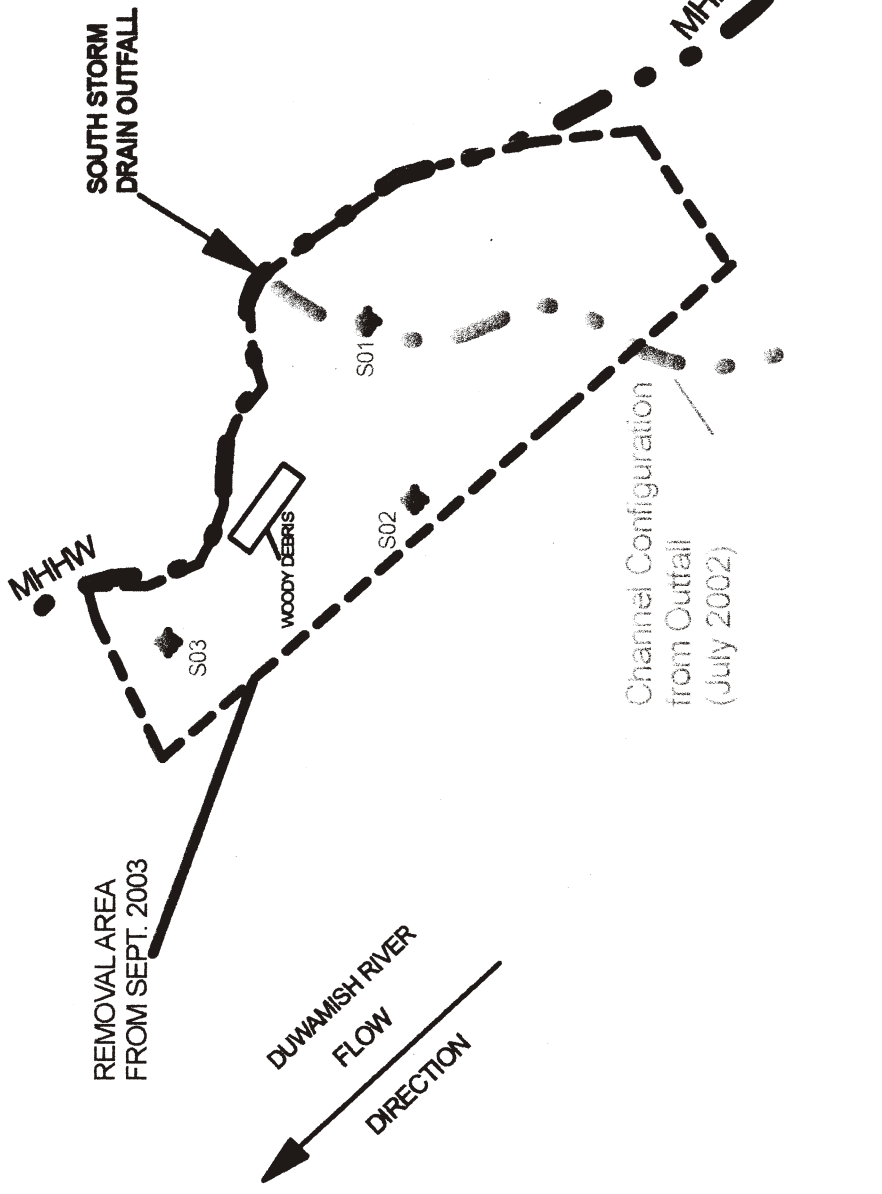 SOUTH STORM
DRAIN OUTFALL
MHHW
S01
S02
S03
WOODY DEBRIS
REMOVAL AREA
FROM SEPT. 2003
Channel Configuration
from Outfall
(July 2002)
DUWAMISH RIVER
FLOW
DIRECTION